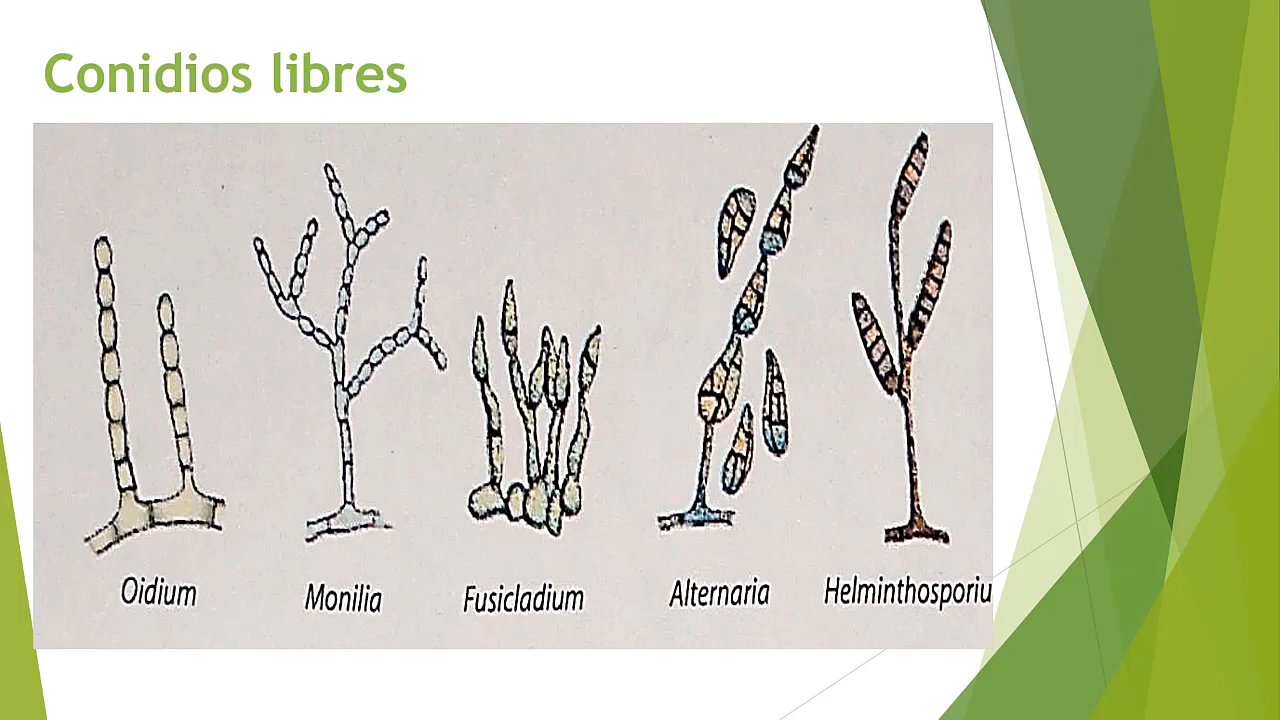 Conidios libres
Oidium
Monilia
Fusicladium
Alternaria
Helminthosporiu